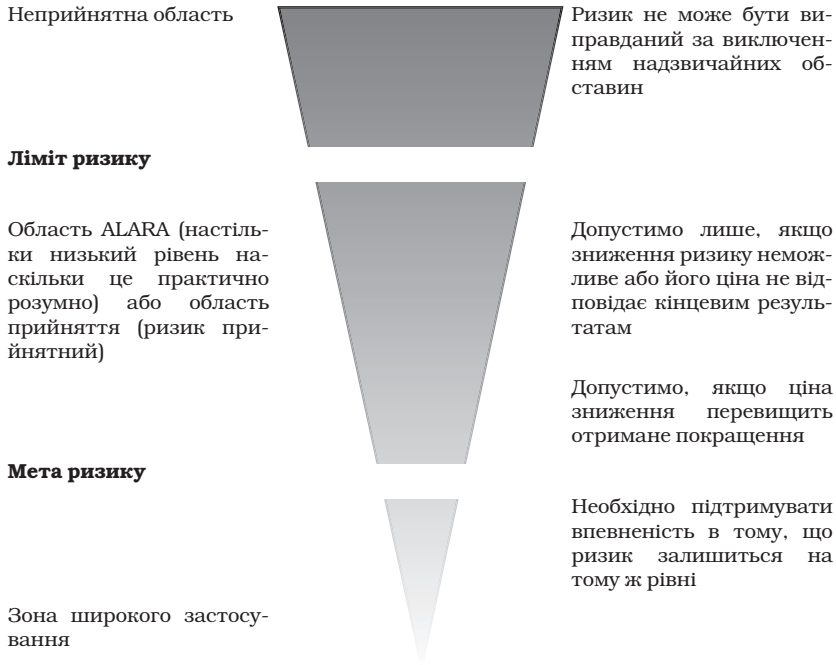 Неприйнятна область
Ризик не може бути ви-
правданий за виключен-
ням надзвичайних об-
ставин
Ліміт ризику
Область ALARA (настіль-
ки низький рівень на-
скільки це практично
розумно) або область
прийняття (ризик при-
йнятний)
Допустимо лише, якщо
зниження ризику немож-
ливе або його ціна не від-
повідає кінцевим резуль-
татам
Допустимо, якщо ціна
зниження перевищить
отримане покращення
Мета ризику
Необхідно підтримувати
впевненість в тому, що
ризик залишиться на
тому ж рівні
Зона широкого застосу-
вання